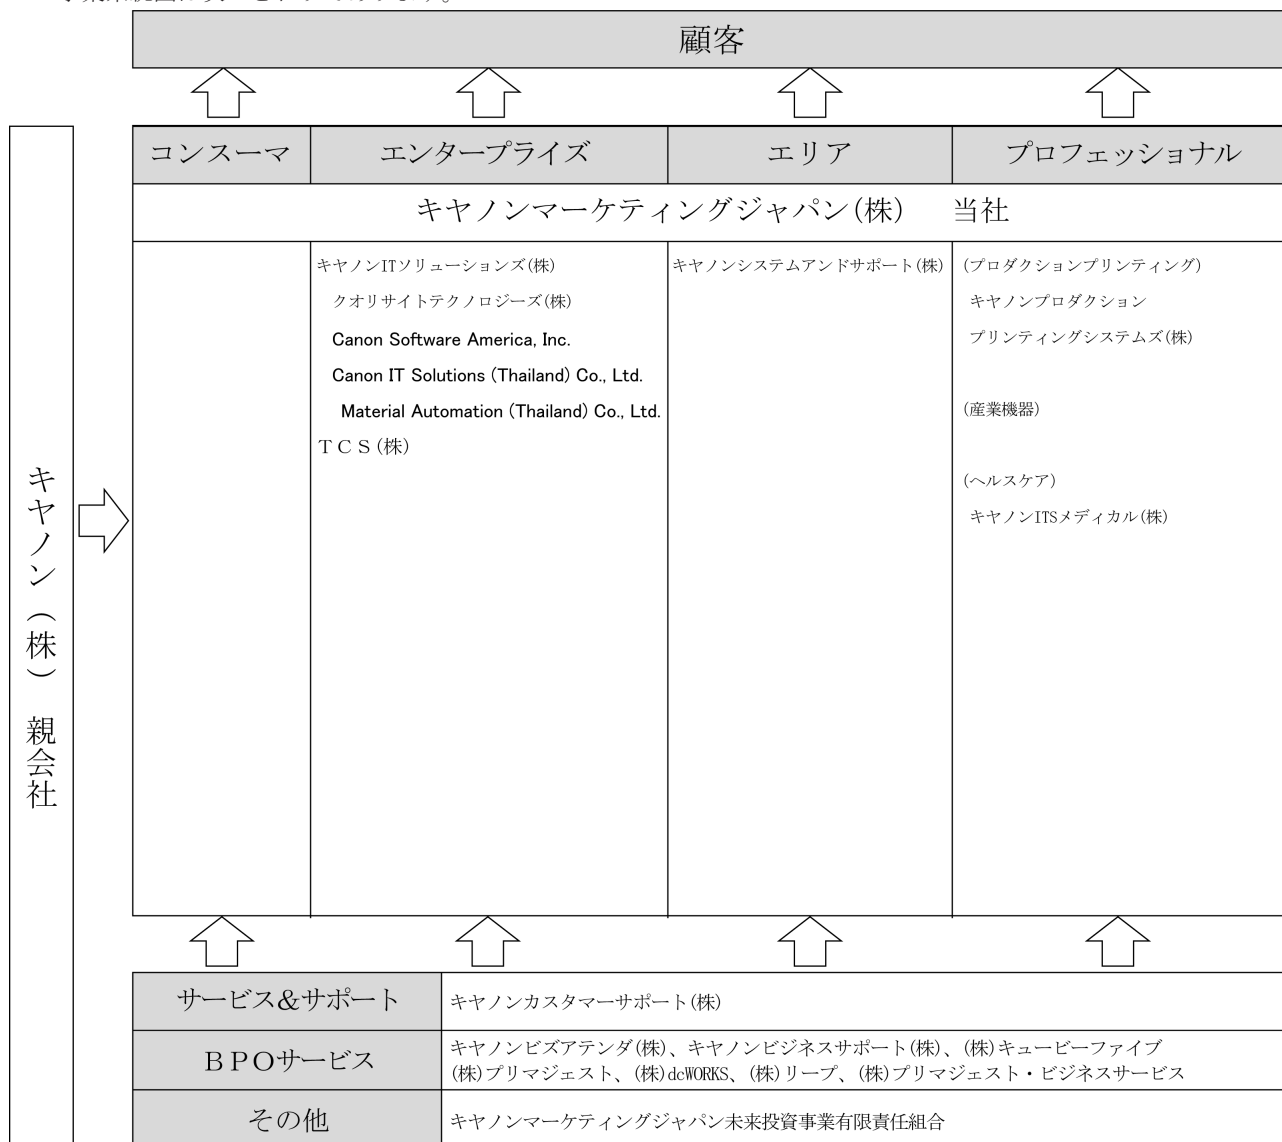 顧客
コンスーマ
エンタープライズ
エリア
プロフェッショナル
キヤノンマーケティングジャパン(株)　当社
キヤノンITソリューションズ(株)
クオリサイトテクノロジーズ(株)
Canon Software America, Inc.
Canon IT Solutions (Thailand) Co., Ltd.
Material Automation (Thailand) Co., Ltd.
ＴＣＳ(株)
キヤノンシステムアンドサポート(株)
(プロダクションプリンティング)
キヤノンプロダクション
プリンティングシステムズ(株)
(産業機器)
(ヘルスケア)
キヤノンITSメディカル(株)
キヤノン（株）　親会社
サービス&サポート
キヤノンカスタマーサポート(株)
ＢＰＯサービス
キヤノンビズアテンダ(株)、キヤノンビジネスサポート(株)、(株)キュービーファイブ
(株)プリマジェスト、(株)dcWORKS、(株)リープ、(株)プリマジェスト・ビジネスサービス
その他
キヤノンマーケティングジャパン未来投資事業有限責任組合